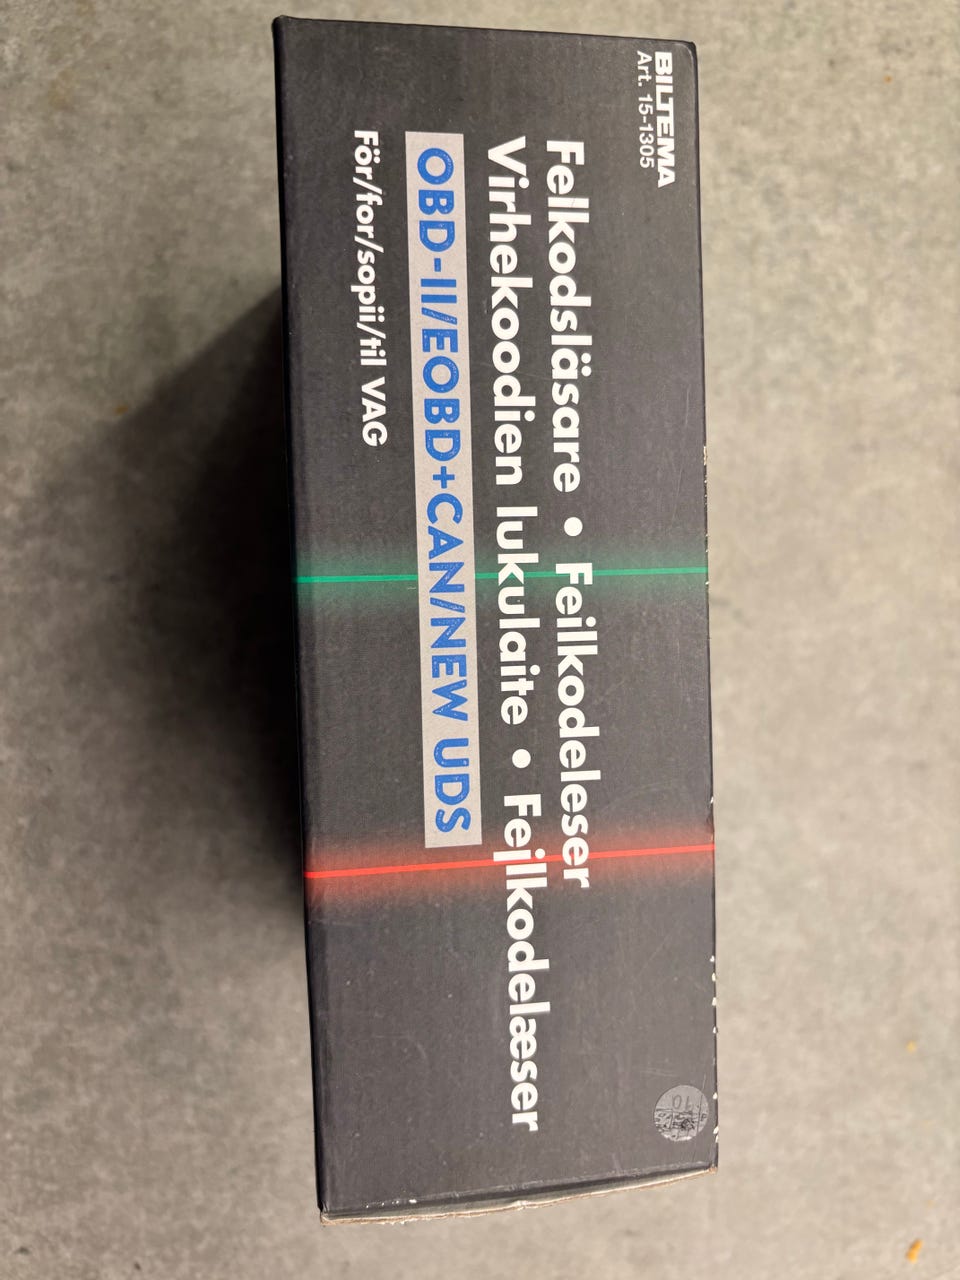 BILTEMA
Art. 15-1305
Felkodsläsare • Feilkodeleser
Virhekoodien lukulaite • Fejlkodelæser
OBD-II/EOBD+CAN/NEW UDS
För/for/sopii/til VAG